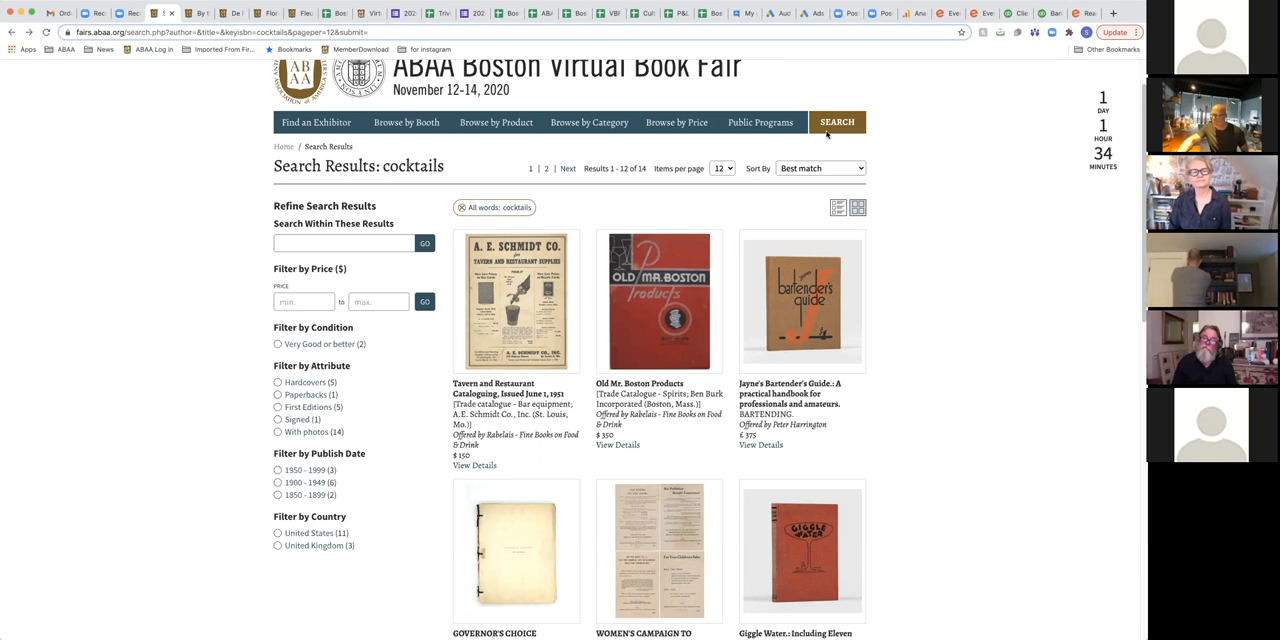 Update
fairs.abaa.org/search.php?author=&title=&keyisbn=cocktails&pageper=12&submit=
Apps ABAA News ABAA Log in Imported From Fir... Bookmarks MemberDownload for instagram Other Bookmarks
AB
AA
ABAA Boston Virtual Book Fair
November 12-14, 2020
Find an Exhibitor Browse by Booth Browse by Product Browse by Category Browse by Price Public Programs SEARCH
Home / Search Results
Search Results: cocktails
1 | 2 | Next Results 1 - 12 of 14 Items per page 12 Sort By Best match
1
DAY
1
HOUR
34
MINUTES
Refine Search Results
Search Within These Results
GO
Filter by Price ($)
PRICE
min. to max. GO
Filter by Condition
Very Good or better (2)
Filter by Attribute
Hardcovers (5)
Paperbacks (1)
First Editions (5)
Signed (1)
With photos (14)
Filter by Publish Date
1950 - 1999 (3)
1900 - 1949 (6)
1850 - 1899 (2)
Filter by Country
United States (11)
United Kingdom (3)
All words: cocktails
A. E. SCHMIDT CO.
for
TAVERN AND RESTAURANT
SUPPLIES
A. E. SCHMIDT CO., INC.
Tavern and Restaurant
Cataloguing, Issued June 1, 1951
[Trade catalogue - Bar equipment;
A.E. Schmidt Co., Inc. (St. Louis,
Mo.)]
Offered by Rabelais - Fine Books on Food
& Drink
$ 150
View Details
OLD MR. BOSTON
Products
Old Mr. Boston Products
[Trade Catalogue - Spirits; Ben Burk
Incorporated (Boston, Mass.)]
Offered by Rabelais - Fine Books on Food
& Drink
$ 350
View Details
bartender's
guide
Jayne's Bartender's Guide.: A
practical handbook for
professionals and amateurs.
BARTENDING.
Offered by Peter Harrington
£ 375
View Details
GOVERNOR'S CHOICE
WOMEN'S CAMPAIGN TO
GIGGLE
WATER
Giggle Water.: Including Eleven